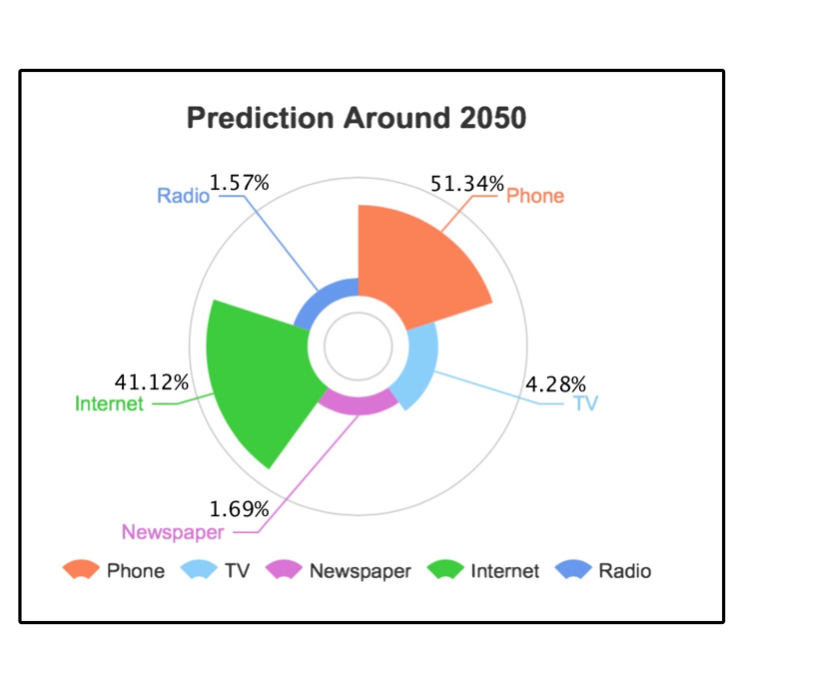 Prediction Around 2050
1.57%
Radio
51.34%
Phone
41.12%
Internet
4.28%
TV
1.69%
Newspaper
Phone TV Newspaper Internet Radio